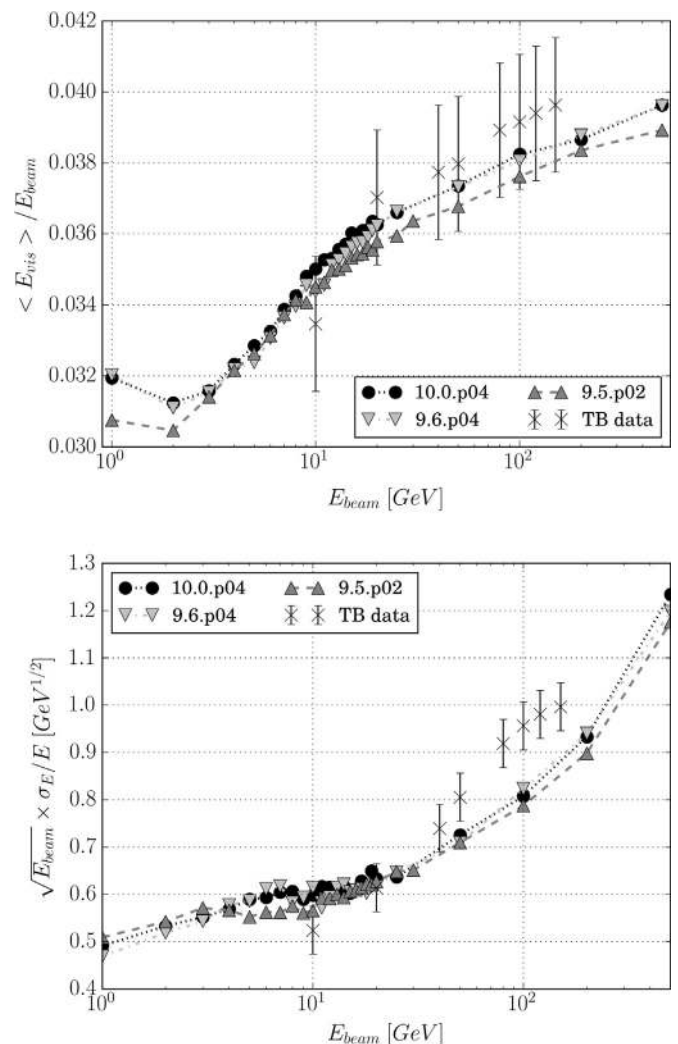 0.042
0.040
0.038
0.036
0.034
0.032
0.030
< E_vis > /E_beam
10.0.p04 9.5.p02
9.6.p04 TB data
10^0 10^1 10^2
E_beam [GeV]
1.3
1.2
1.1
1.0
0.9
0.8
0.7
0.6
0.5
0.4
√E_beam × σ_E/E [GeV^1/2]
10.0.p04 9.5.p02
9.6.p04 TB data
10^0 10^1 10^2
E_beam [GeV]